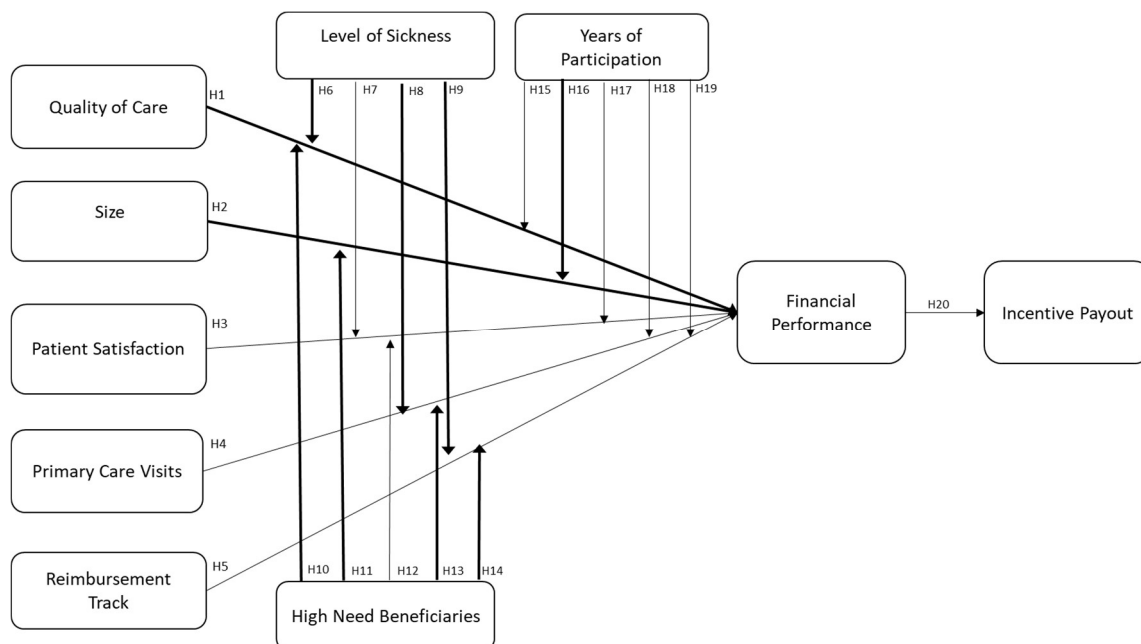 Level of Sickness
Years of
Participation
Quality of Care
H1
H6
H7
H8
H9
H15
H16
H17
H18
H19
Size
H2
Patient Satisfaction
H3
Financial
Performance
H20
Incentive Payout
Primary Care Visits
H4
Reimbursement
Track
H5
H10
H11
H12
H13
H14
High Need Beneficiaries